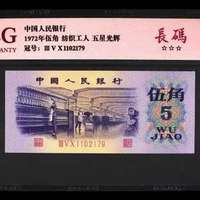 G
RANTY
中国人民银行
1972年伍角 纺织工人 五星光辉
冠号：III V X 1102179
長碼
☆☆☆
中国人民银行
伍角
5
WU
JIAO
III V X 1102179